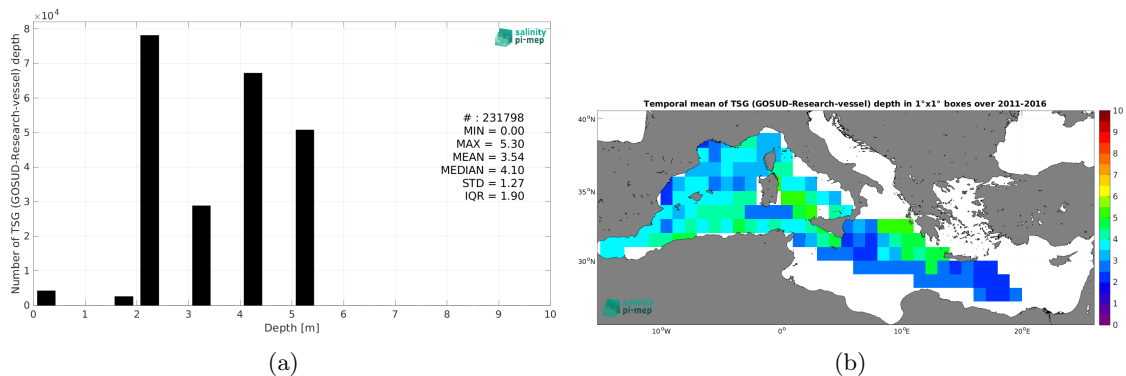 ×10⁴
8
7
6
5
4
3
2
1
0
Number of TSG (GOSUD-Research-vessel) depth
salinity
pi-mep
# : 231798
MIN = 0.00
MAX = 5.30
MEAN = 3.54
MEDIAN = 4.10
STD = 1.27
IQR = 1.90
0 1 2 3 4 5 6 7 8 9 10
Depth [m]
(a)
Temporal mean of TSG (GOSUD-Research-vessel) depth in 1°x1° boxes over 2011-2016
40°N
35°N
30°N
salinity
pi-mep
10°W 0° 10°E 20°E
10
9
8
7
6
5
4
3
2
1
0
(b)